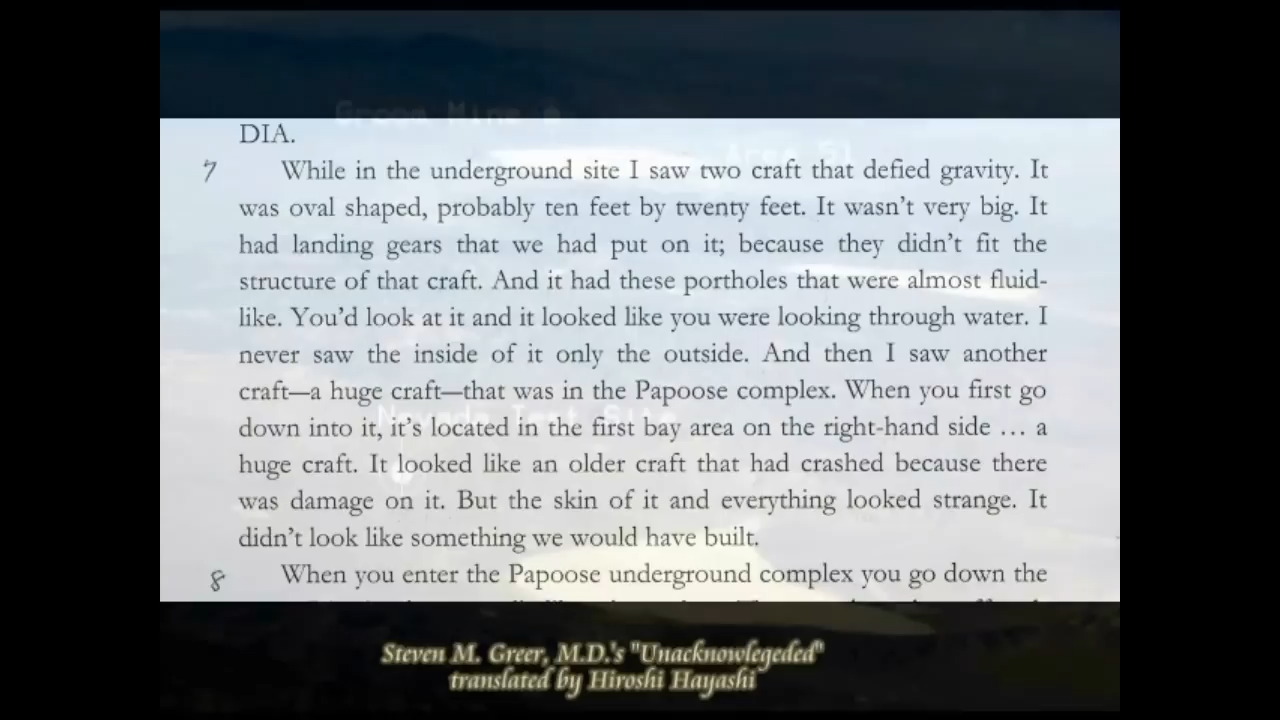 Groom Mine
Area 51
DIA.
7 While in the underground site I saw two craft that defied gravity. It
was oval shaped, probably ten feet by twenty feet. It wasn't very big. It
had landing gears that we had put on it; because they didn't fit the
structure of that craft. And it had these portholes that were almost fluid-
like. You'd look at it and it looked like you were looking through water. I
never saw the inside of it only the outside. And then I saw another
craft—a huge craft—that was in the Papoose complex. When you first go
Nevada Test Site
down into it, it's located in the first bay area on the right-hand side … a
huge craft. It looked like an older craft that had crashed because there
was damage on it. But the skin of it and everything looked strange. It
didn't look like something we would have built.
8 When you enter the Papoose underground complex you go down the
Steven M. Greer, M.D.'s "Unacknowlegeded"
translated by Hiroshi Hayashi